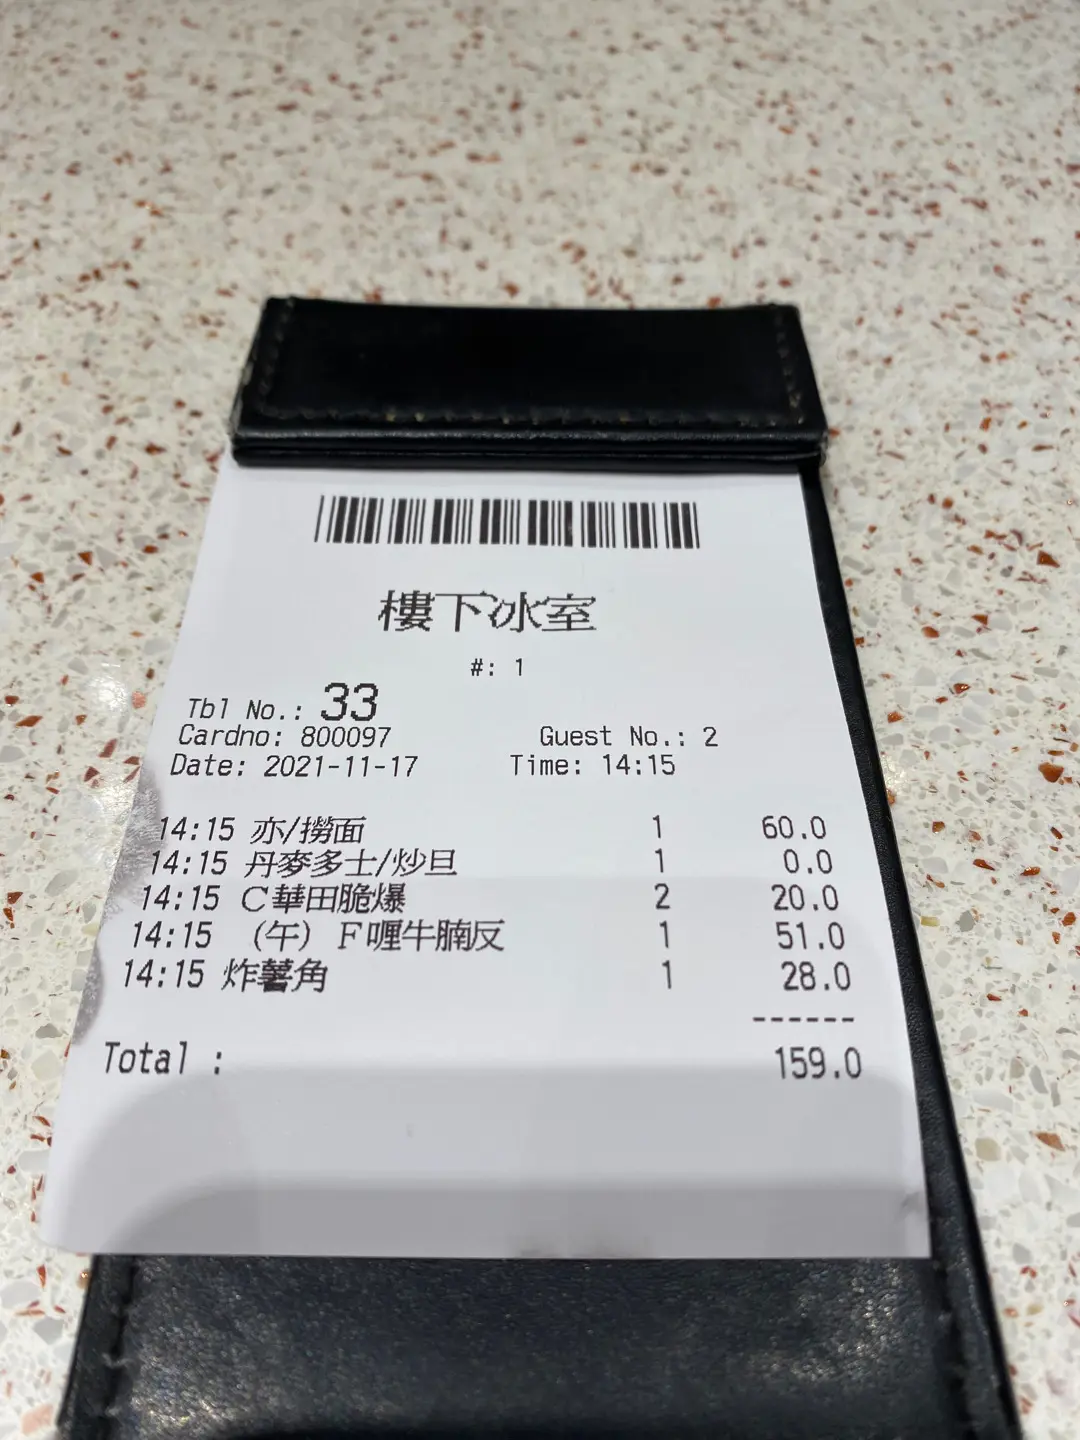 樓下冰室
#: 1
Tbl No.: 33
Cardno: 800097 Guest No.: 2
Date: 2021-11-17 Time: 14:15
14:15 亦/撈面 1 60.0
14:15 丹麥多士/炒旦 1 0.0
14:15 C華田脆爆 2 20.0
14:15 (午) F喱牛腩反 1 51.0
14:15 炸薯角 1 28.0
------
Total : 159.0